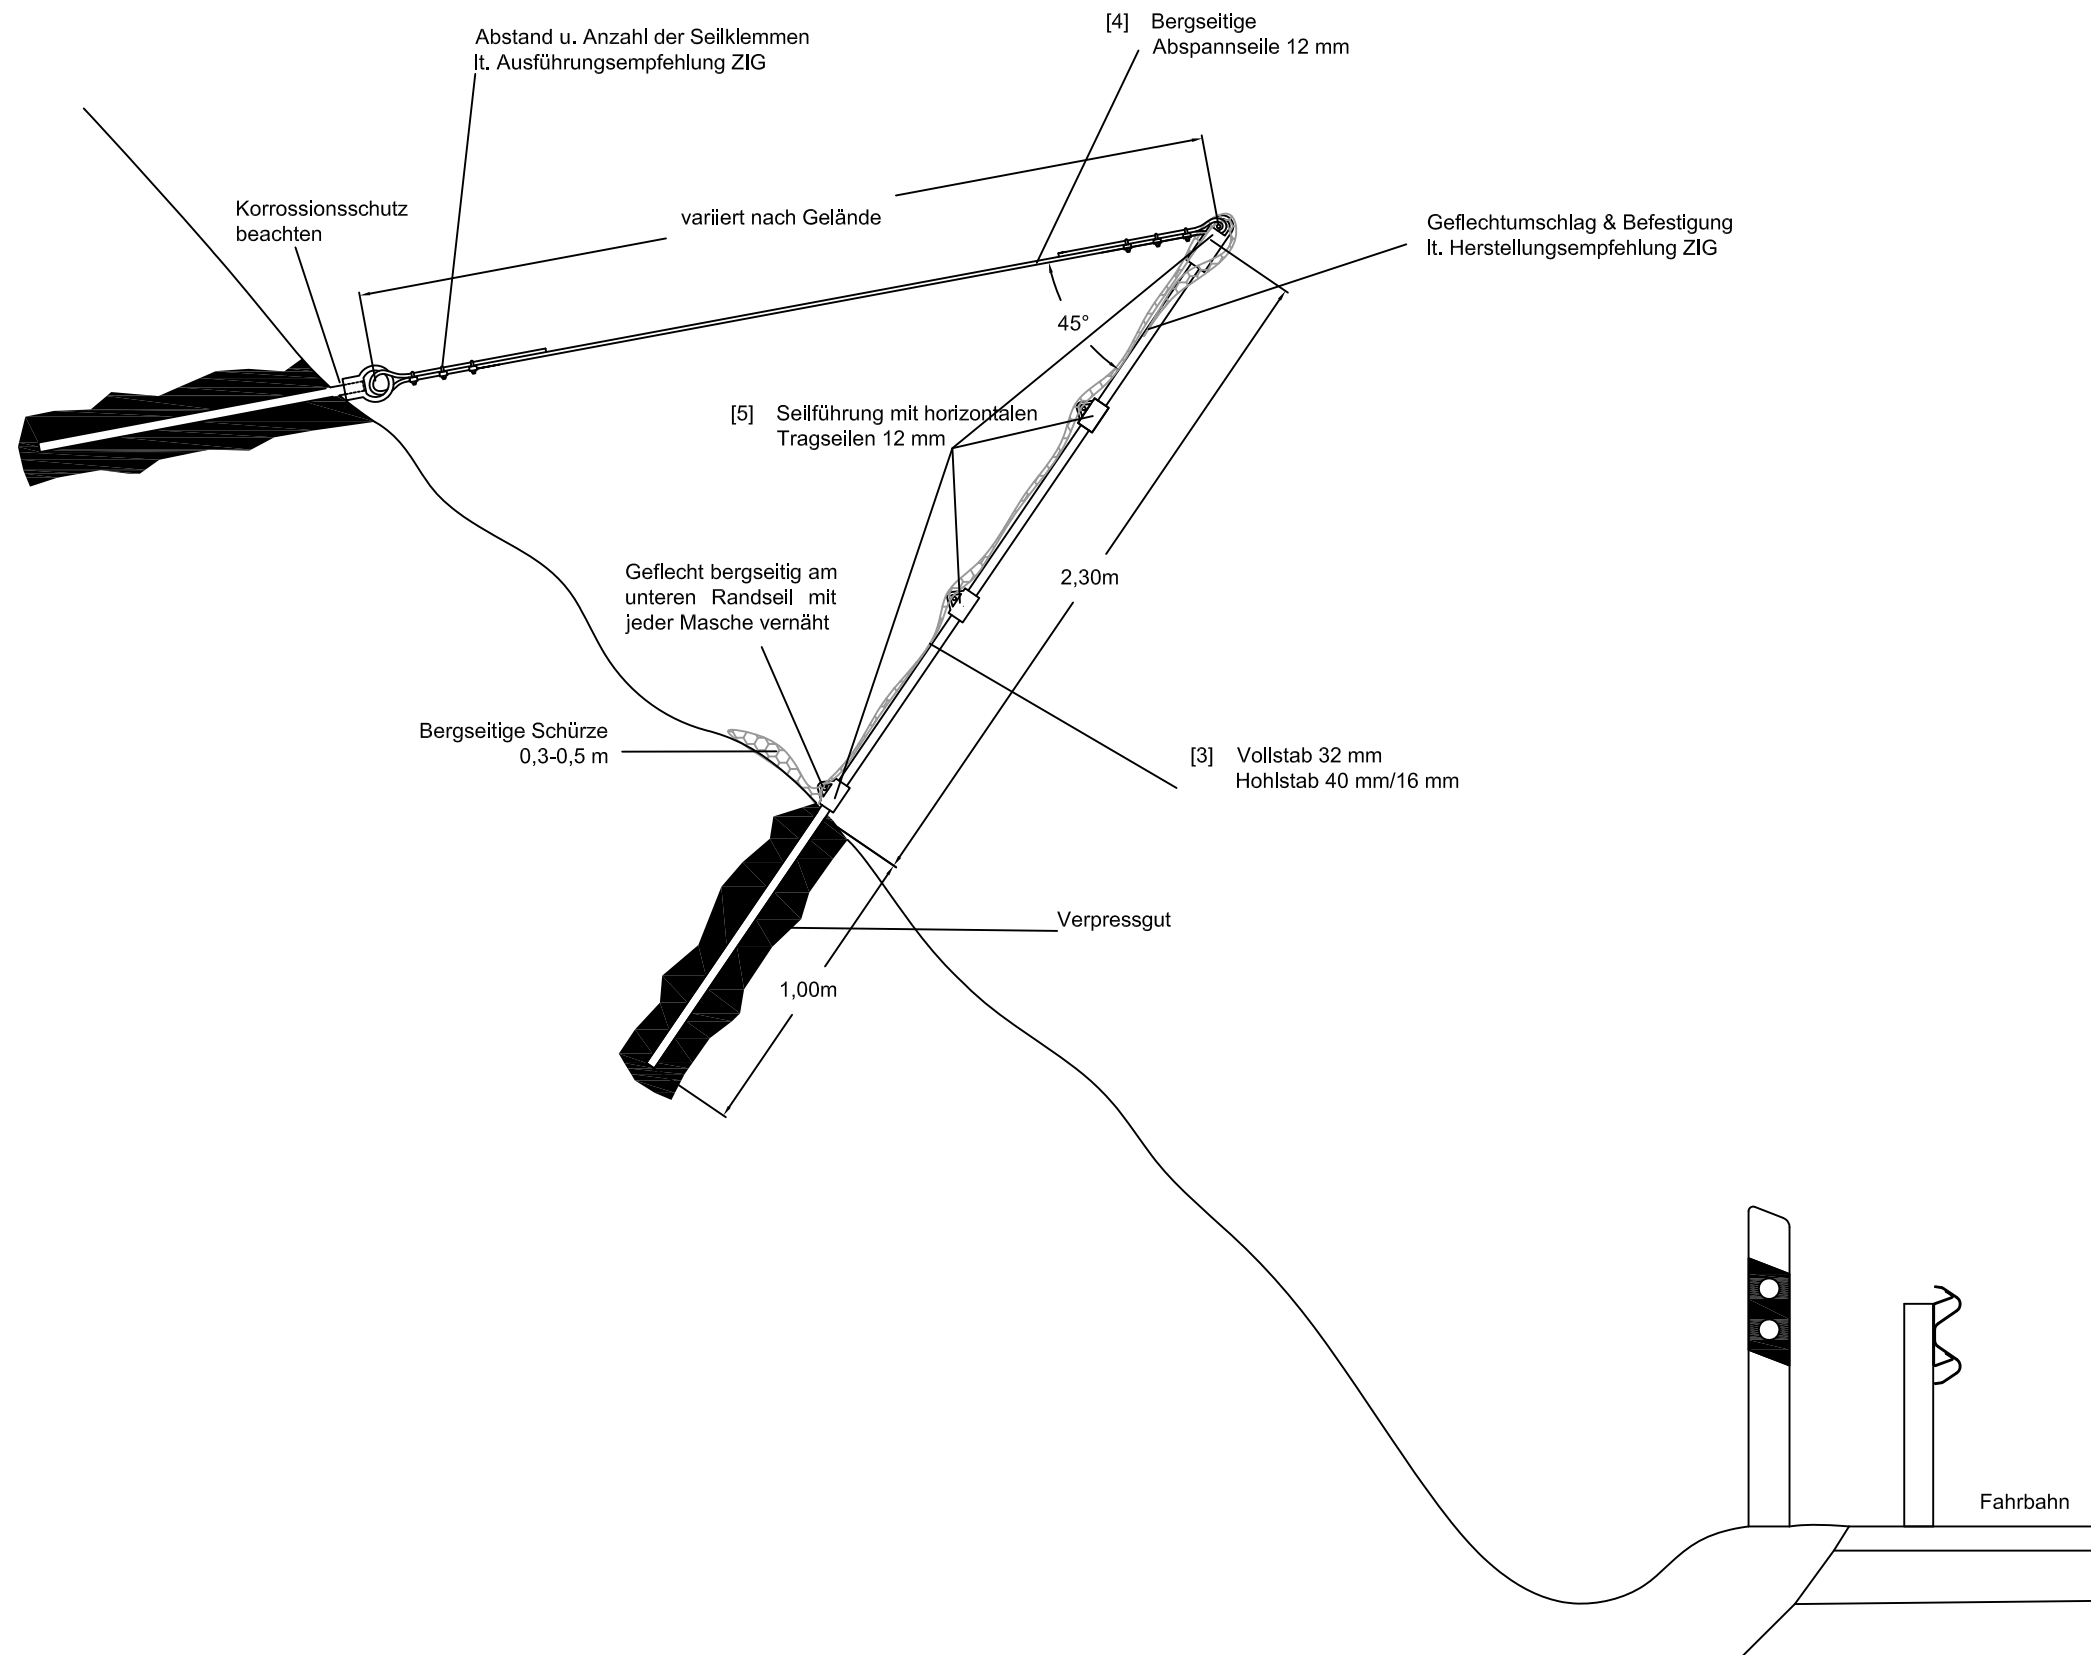 [4] Bergseitige
Abspannseile 12 mm
Abstand u. Anzahl der Seilklemmen
lt. Ausführungsempfehlung ZIG
Korrossionsschutz
beachten
variiert nach Gelände
Geflechtumschlag & Befestigung
lt. Herstellungsempfehlung ZIG
45°
[5] Seilführung mit horizontalen
Tragseilen 12 mm
Geflecht bergseitig am
unteren Randseil mit
jeder Masche vernäht
2,30m
Bergseitige Schürze
0,3-0,5 m
[3] Vollstab 32 mm
Hohlstab 40 mm/16 mm
Verpressgut
1,00m
Fahrbahn